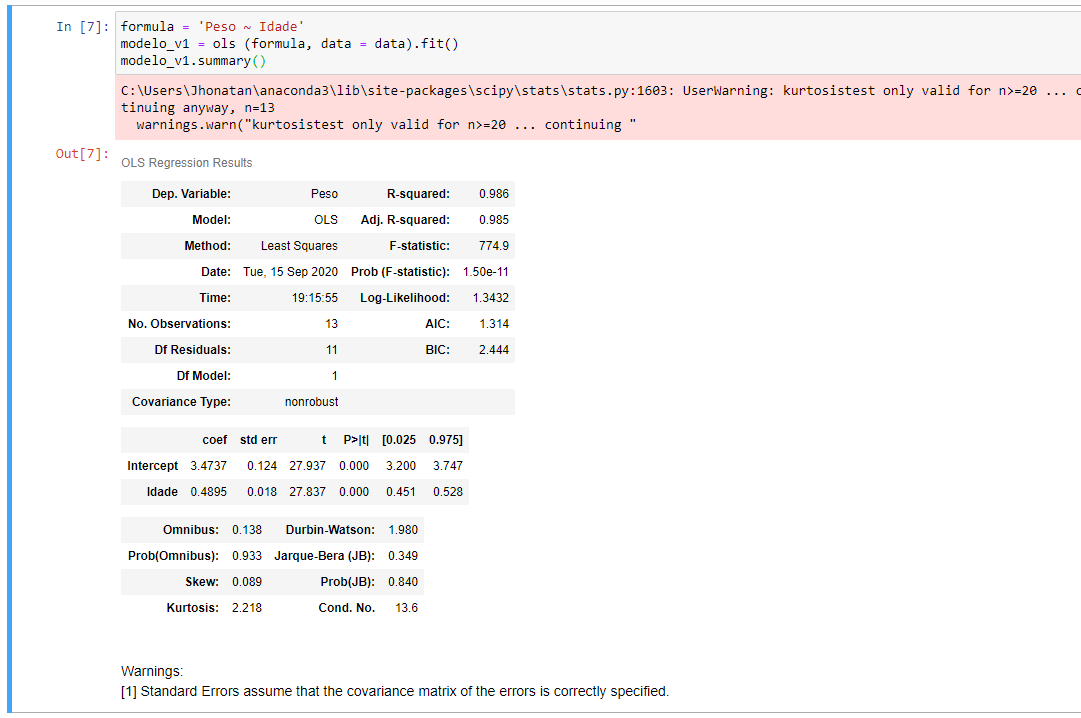 In [7]: formula = 'Peso ~ Idade'
modelo_v1 = ols (formula, data = data).fit()
modelo_v1.summary()
C:\Users\Jhonatan\anaconda3\lib\site-packages\scipy\stats\stats.py:1603: UserWarning: kurtosistest only valid for n>=20 ... c
tinuing anyway, n=13
warnings.warn("kurtosistest only valid for n>=20 ... continuing "
Out[7]:
OLS Regression Results
Dep. Variable: Peso R-squared: 0.986
Model: OLS Adj. R-squared: 0.985
Method: Least Squares F-statistic: 774.9
Date: Tue, 15 Sep 2020 Prob (F-statistic): 1.50e-11
Time: 19:15:55 Log-Likelihood: 1.3432
No. Observations: 13 AIC: 1.314
Df Residuals: 11 BIC: 2.444
Df Model: 1
Covariance Type: nonrobust
coef std err t P>|t| [0.025 0.975]
Intercept 3.4737 0.124 27.937 0.000 3.200 3.747
Idade 0.4895 0.018 27.837 0.000 0.451 0.528
Omnibus: 0.138 Durbin-Watson: 1.980
Prob(Omnibus): 0.933 Jarque-Bera (JB): 0.349
Skew: 0.089 Prob(JB): 0.840
Kurtosis: 2.218 Cond. No. 13.6
Warnings:
[1] Standard Errors assume that the covariance matrix of the errors is correctly specified.